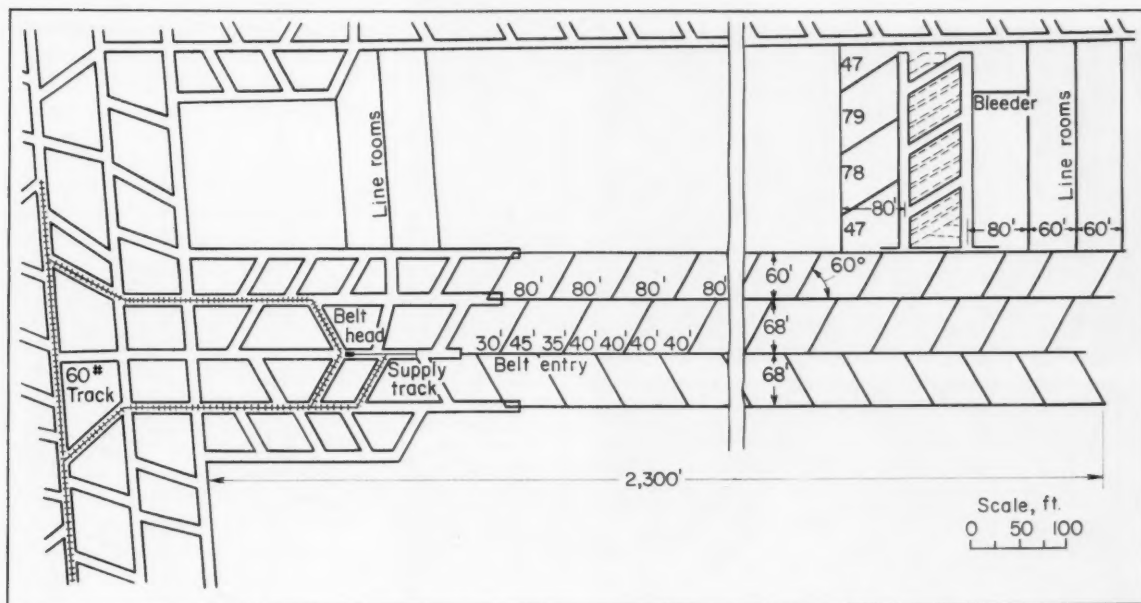 47
79
78
47
80'
Bleeder
Line rooms
80' 60' 60'
Line rooms
80' 80' 80' 80'
60'
60°
68'
68'
Belt
head
30' 45' 35' 40' 40' 40' 40'
Belt entry
Supply
track
60#
Track
2,300'
Scale, ft.
0 50 100